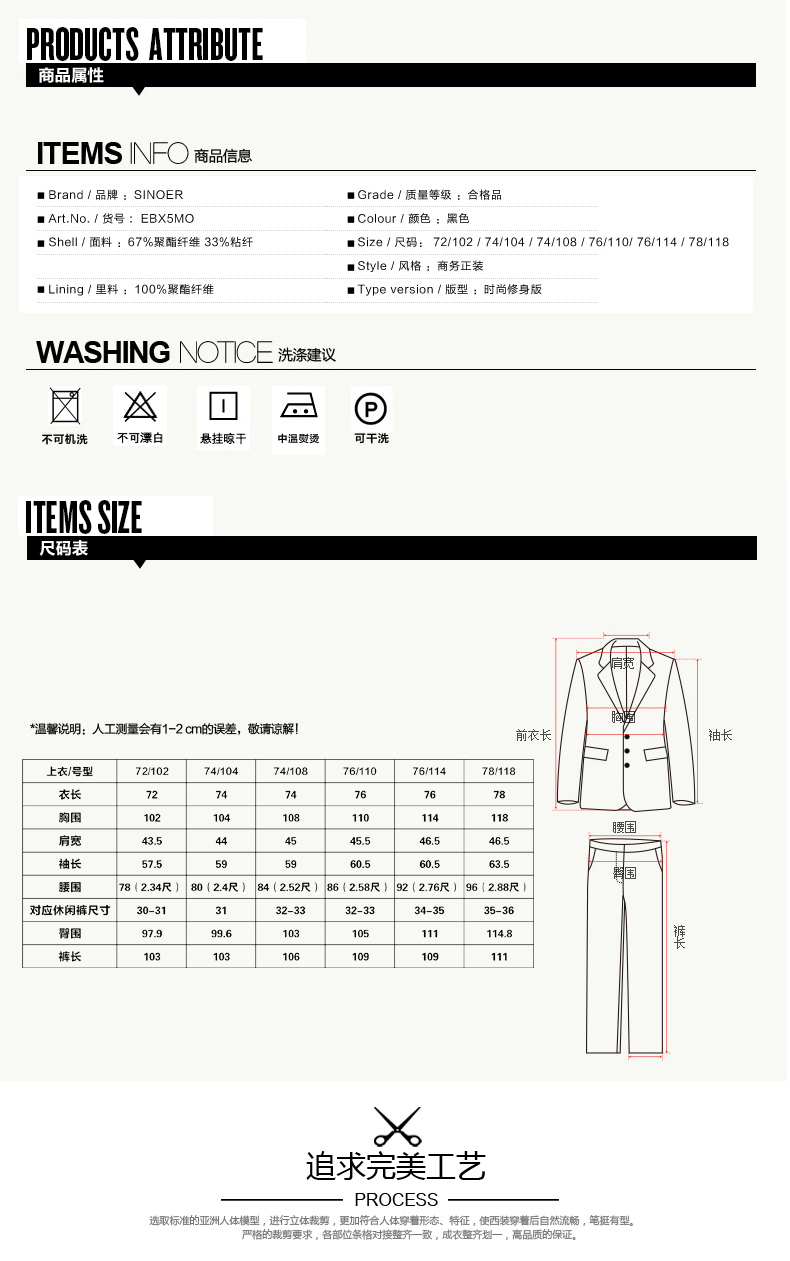 PRODUCTS ATTRIBUTE
商品属性
ITEMS INFO 商品信息
■ Brand / 品牌 ： SINOER ■ Grade / 质量等级 ：合格品
■ Art.No. / 货号 ： EBX5MO ■ Colour / 颜色 ：黑色
■ Shell / 面料 ：67%聚酯纤维 33%粘纤 ■ Size / 尺码： 72/102 / 74/104 / 74/108 / 76/110/ 76/114 / 78/118
■ Style / 风格 ：商务正装
■ Lining / 里料 ：100%聚酯纤维 ■ Type version / 版型 ：时尚修身版
WASHING NOTICE 洗涤建议
P
不可机洗 不可漂白 悬挂晾干 中温熨烫 可干洗
ITEMS SIZE
尺码表
肩宽
胸围
前衣长 袖长
*温馨说明：人工测量会有1-2 cm的误差，敬请谅解！
上衣/号型 72/102 74/104 74/108 76/110 76/114 78/118
衣长 72 74 74 76 76 78
胸围 102 104 108 110 114 118
肩宽 43.5 44 45 45.5 46.5 46.5
袖长 57.5 59 59 60.5 60.5 63.5
腰围 78（2.34尺） 80（2.4尺） 84（2.52尺） 86（2.58尺） 92（2.76尺） 96（2.88尺）
对应休闲裤尺寸 30-31 31 32-33 32-33 34-35 35-36
臀围 97.9 99.6 103 105 111 114.8
裤长 103 103 106 109 109 111
腰围
臀围
裤长
追求完美工艺
PROCESS
选取标准的亚洲人体模型，进行立体裁剪，更加符合人体穿着形态、特征，使西装穿着后自然流畅，笔挺有型。
严格的裁剪要求，各部位条格对接整齐一致，成衣整齐划一，高品质的保证。